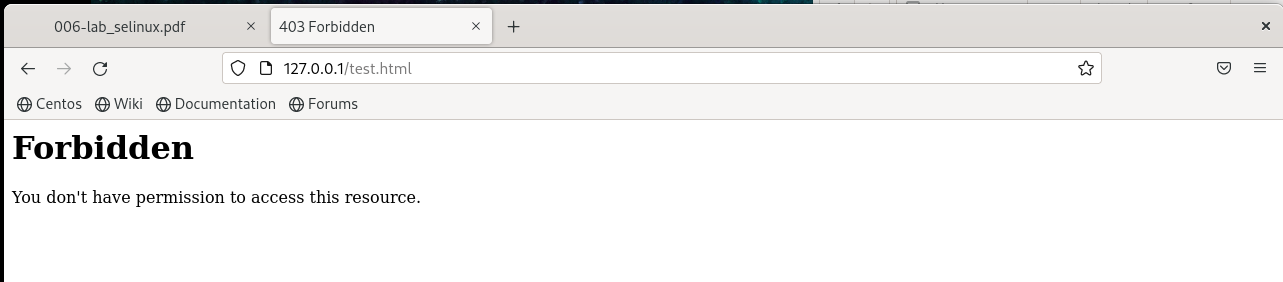 006-lab_selinux.pdf 403 Forbidden
127.0.0.1/test.html
Centos Wiki Documentation Forums
Forbidden
You don't have permission to access this resource.